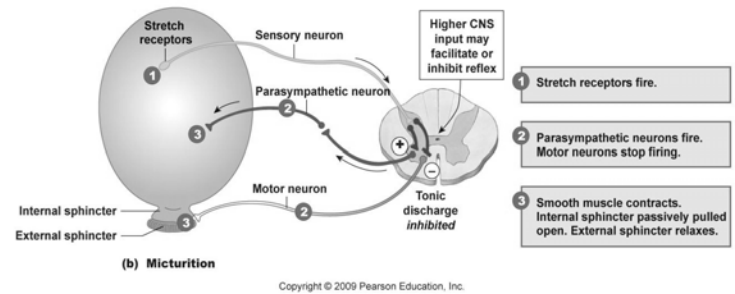 Stretch
receptors
Sensory neuron
Higher CNS
input may
facilitate or
inhibit reflex
1
Parasympathetic neuron
2
3
+
−
Motor neuron
2
Tonic
discharge
inhibited
Internal sphincter
External sphincter
3
(b) Micturition
1 Stretch receptors fire.
2 Parasympathetic neurons fire.
Motor neurons stop firing.
3 Smooth muscle contracts.
Internal sphincter passively pulled
open. External sphincter relaxes.
Copyright © 2009 Pearson Education, Inc.